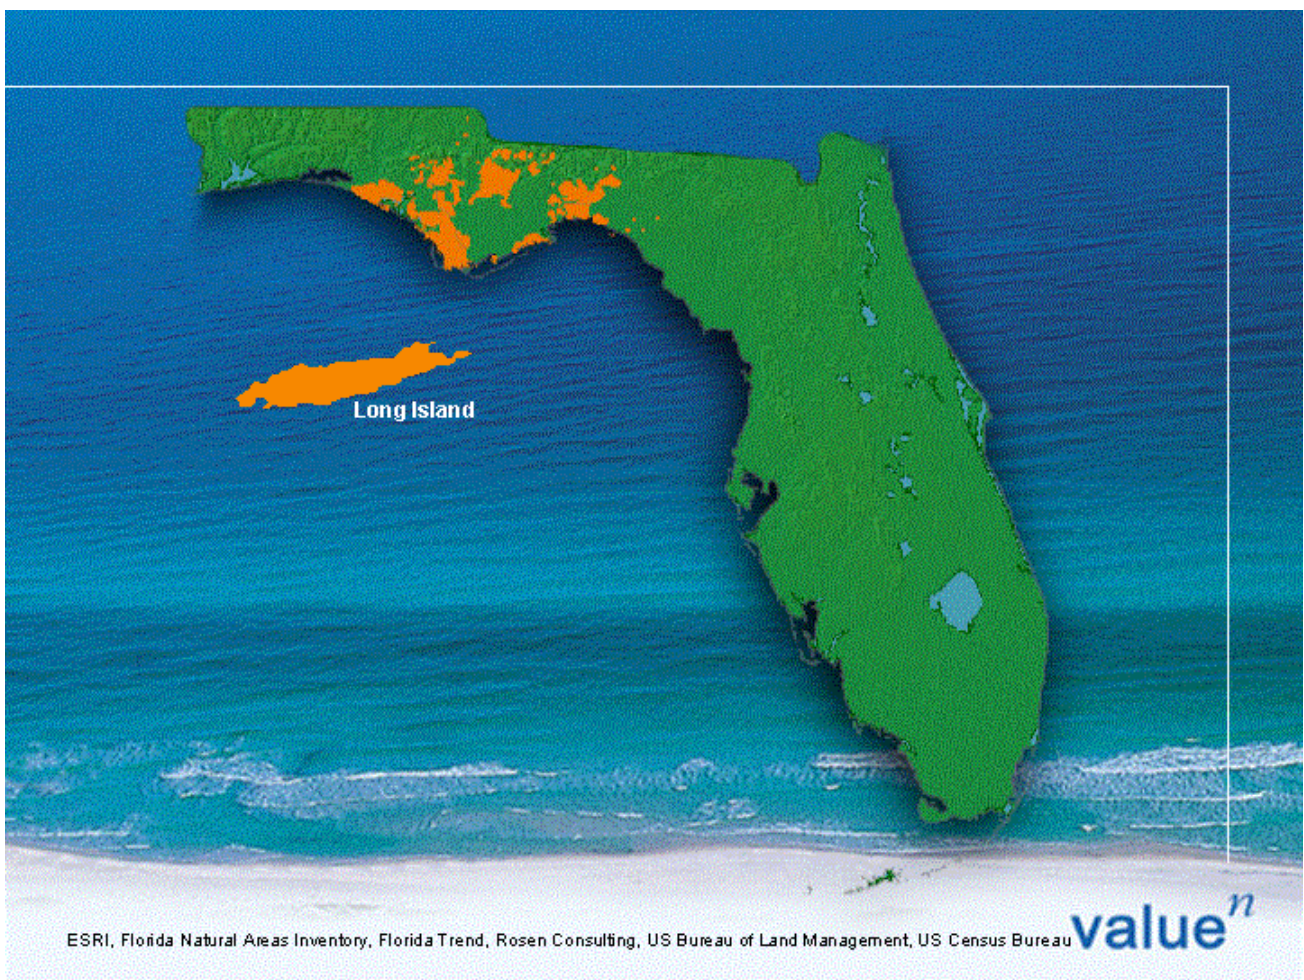 Long Island
ESRI, Florida Natural Areas Inventory, Florida Trend, Rosen Consulting, US Bureau of Land Management, US Census Bureau
value^n